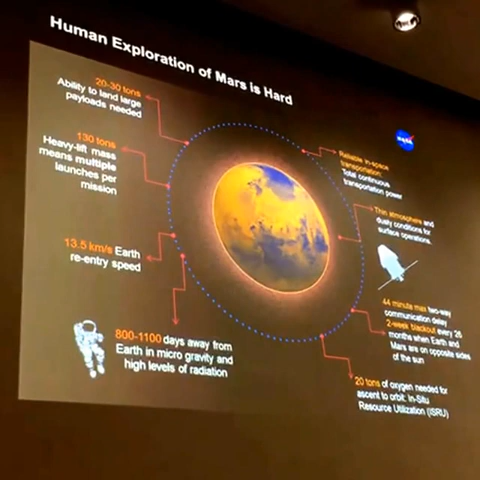 Human Exploration of Mars is Hard
20-30 tons
Ability to land large
payloads needed
130 tons
Heavy-lift mass
means multiple
launches per
mission
13.5 km/s Earth
re-entry speed
800-1100 days away from
Earth in micro gravity and
high levels of radiation
NASA
Reliable in-space
transportation:
Total continuous
transportation power
Thin atmosphere and
dusty conditions for
surface operations.
44 minute max two-way
communication delay
2-week blackout every 26
months when Earth and
Mars are on opposite sides
of the sun
20 tons of oxygen needed for
ascent to orbit: In-Situ
Resource Utilization (ISRU)